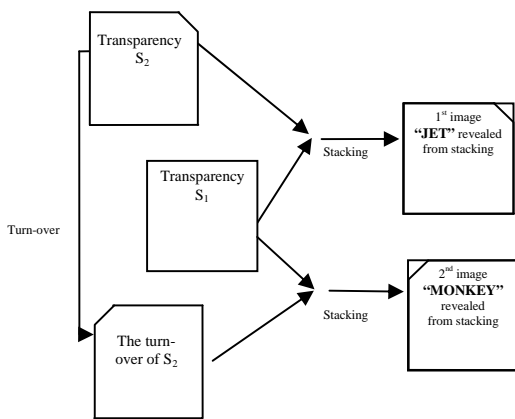 Transparency
S₂
1st image
“JET” revealed
from stacking
Stacking
Transparency
S₁
Turn-over
2nd image
“MONKEY”
revealed
from stacking
Stacking
The turn-
over of S₂